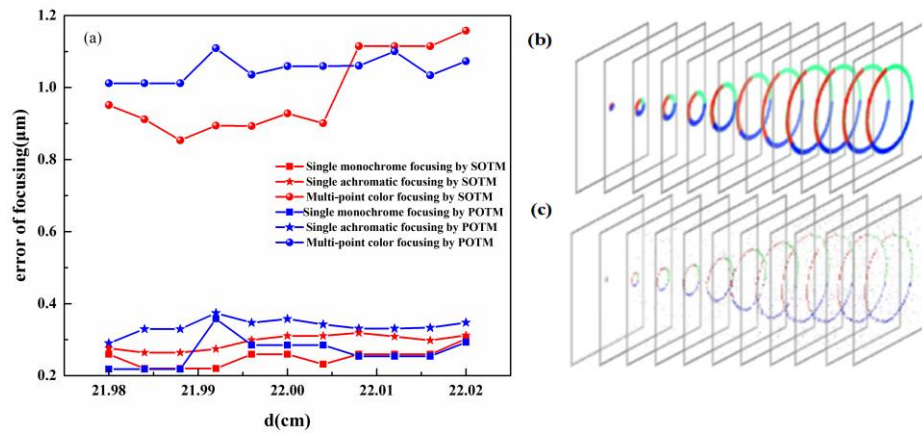 (a)
error of focusing(μm)
1.2
1.0
0.8
0.6
0.4
0.2
Single monochrome focusing by SOTM
Single achromatic focusing by SOTM
Multi-point color focusing by SOTM
Single monochrome focusing by POTM
Single achromatic focusing by POTM
Multi-point color focusing by POTM
21.98 21.99 22.00 22.01 22.02
d(cm)
(b)
(c)